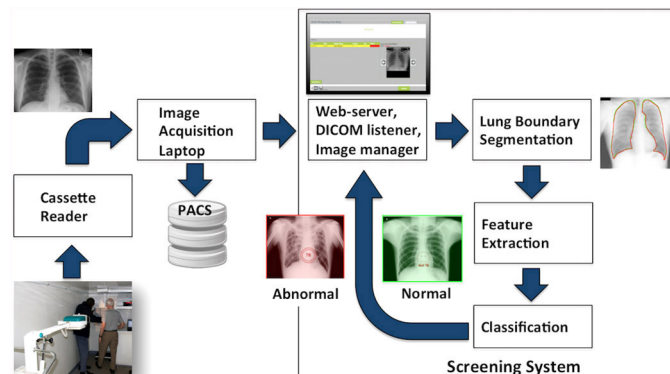 Image
Acquisition
Laptop
Web-server,
DICOM listener,
Image manager
Lung Boundary
Segmentation
Cassette
Reader
PACS
Feature
Extraction
Abnormal
Normal
Classification
Screening System